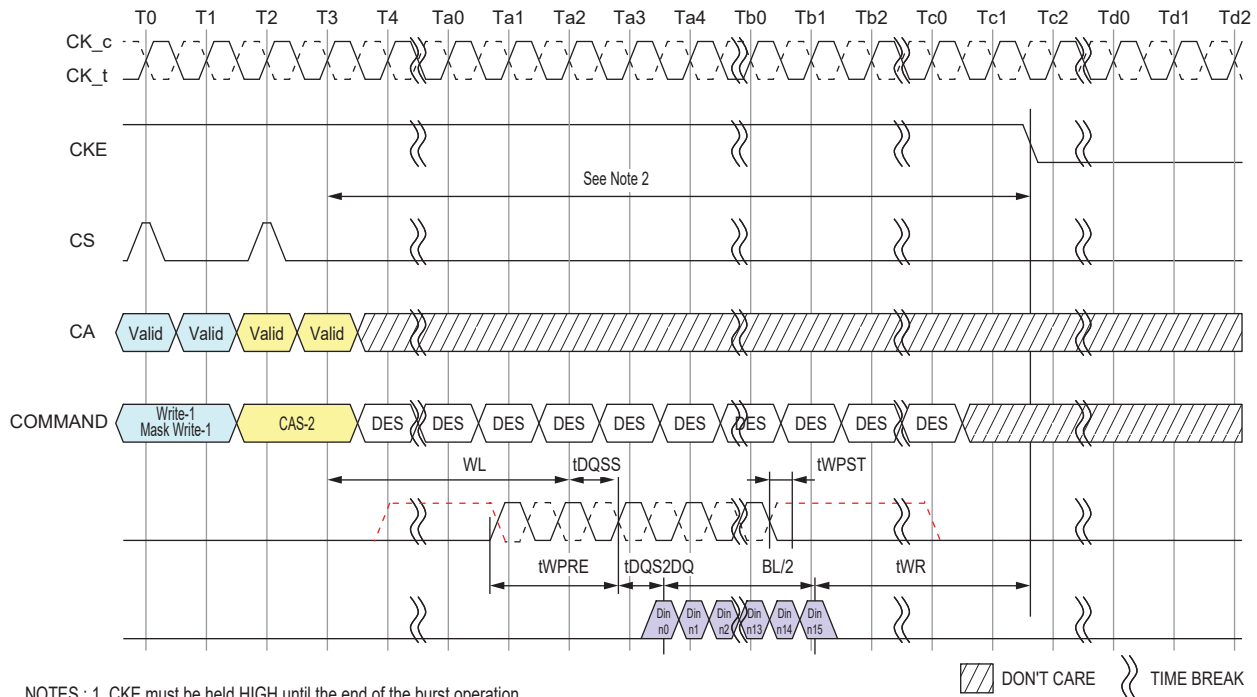 T0 T1 T2 T3 T4 Ta0 Ta1 Ta2 Ta3 Ta4 Tb0 Tb1 Tb2 Tc0 Tc1 Tc2 Td0 Td1 Td2
CK_c
CK_t
CKE
See Note 2
CS
CA Valid Valid Valid Valid
COMMAND Write-1 Mask Write-1 CAS-2 DES DES DES DES DES DES DES DES DES DES
WL tDQSS tWPST
tWPRE tDQS2DQ BL/2 tWR
Din n0 Din n1 Din n2 Din n13 Din n14 Din n15
DON'T CARE TIME BREAK
NOTES : 1. CKE must be held HIGH until the end of the burst operation